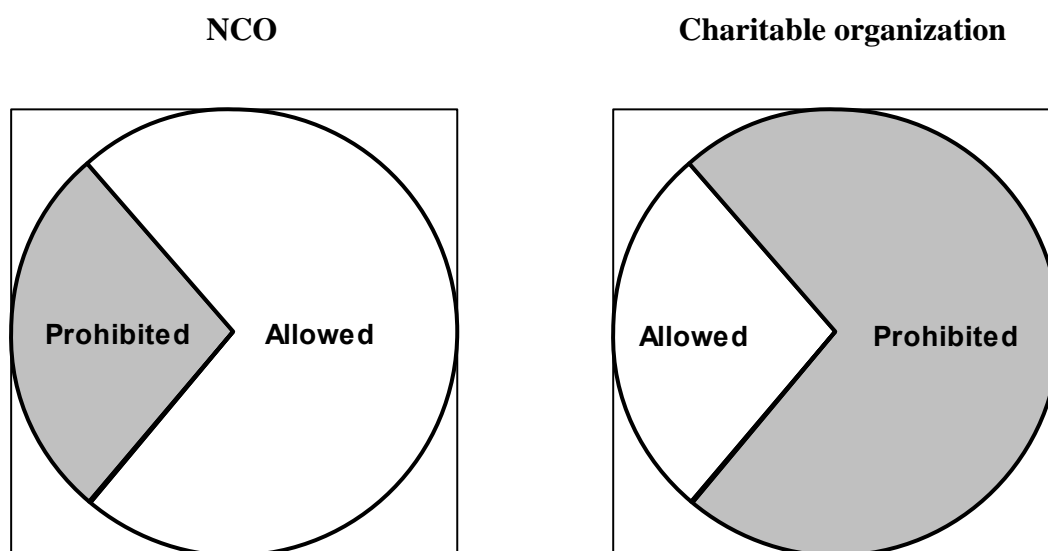 NCO
Charitable organization
Prohibited
Allowed
Allowed
Prohibited